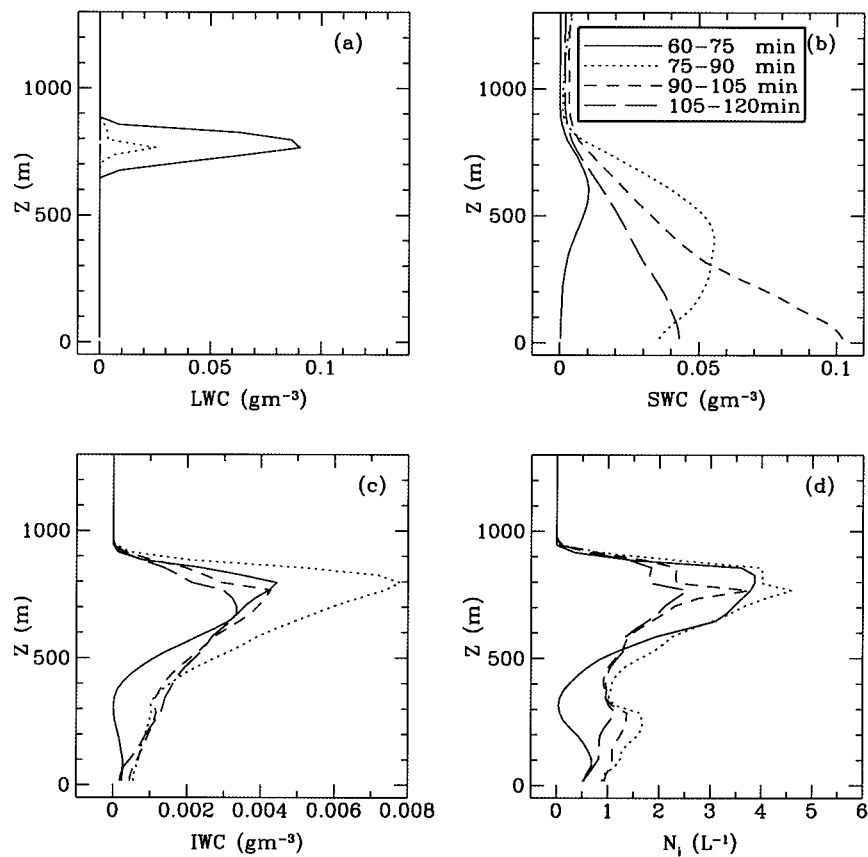 (a)
1000
500
0
Z (m)
0 0.05 0.1
LWC (gm⁻³)
(b)
60−75 min
75−90 min
90−105 min
105−120min
1000
500
0
Z (m)
0 0.05 0.1
SWC (gm⁻³)
(c)
1000
500
0
Z (m)
0 0.002 0.004 0.006 0.008
IWC (gm⁻³)
(d)
1000
500
0
Z (m)
0 1 2 3 4 5 6
Nᵢ (L⁻¹)